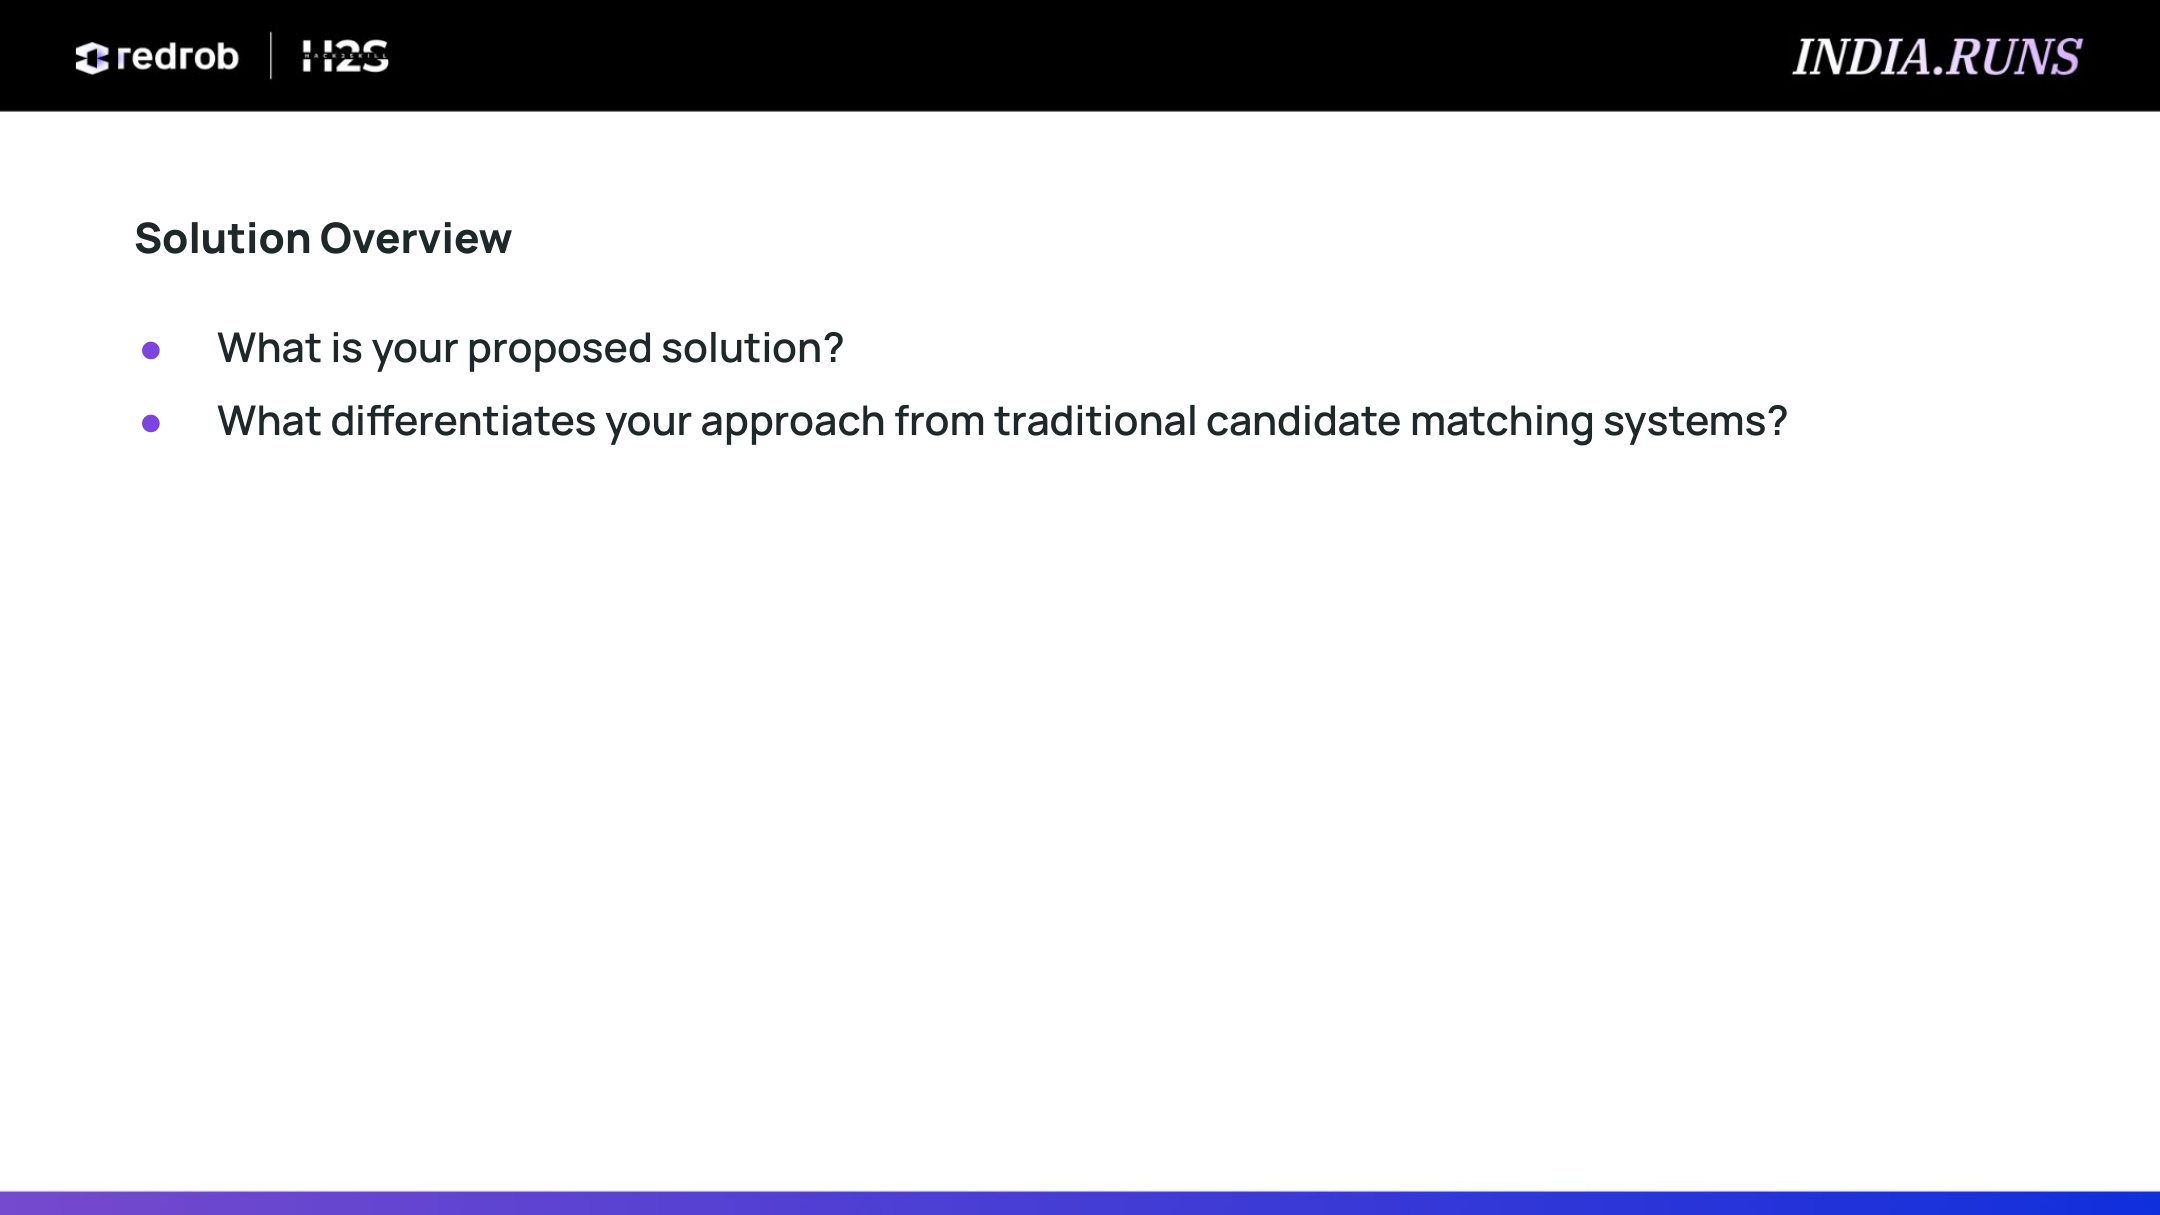 redrob
H2S
HACK2SKILL
INDIA.RUNS
Solution Overview
● What is your proposed solution?
● What differentiates your approach from traditional candidate matching systems?